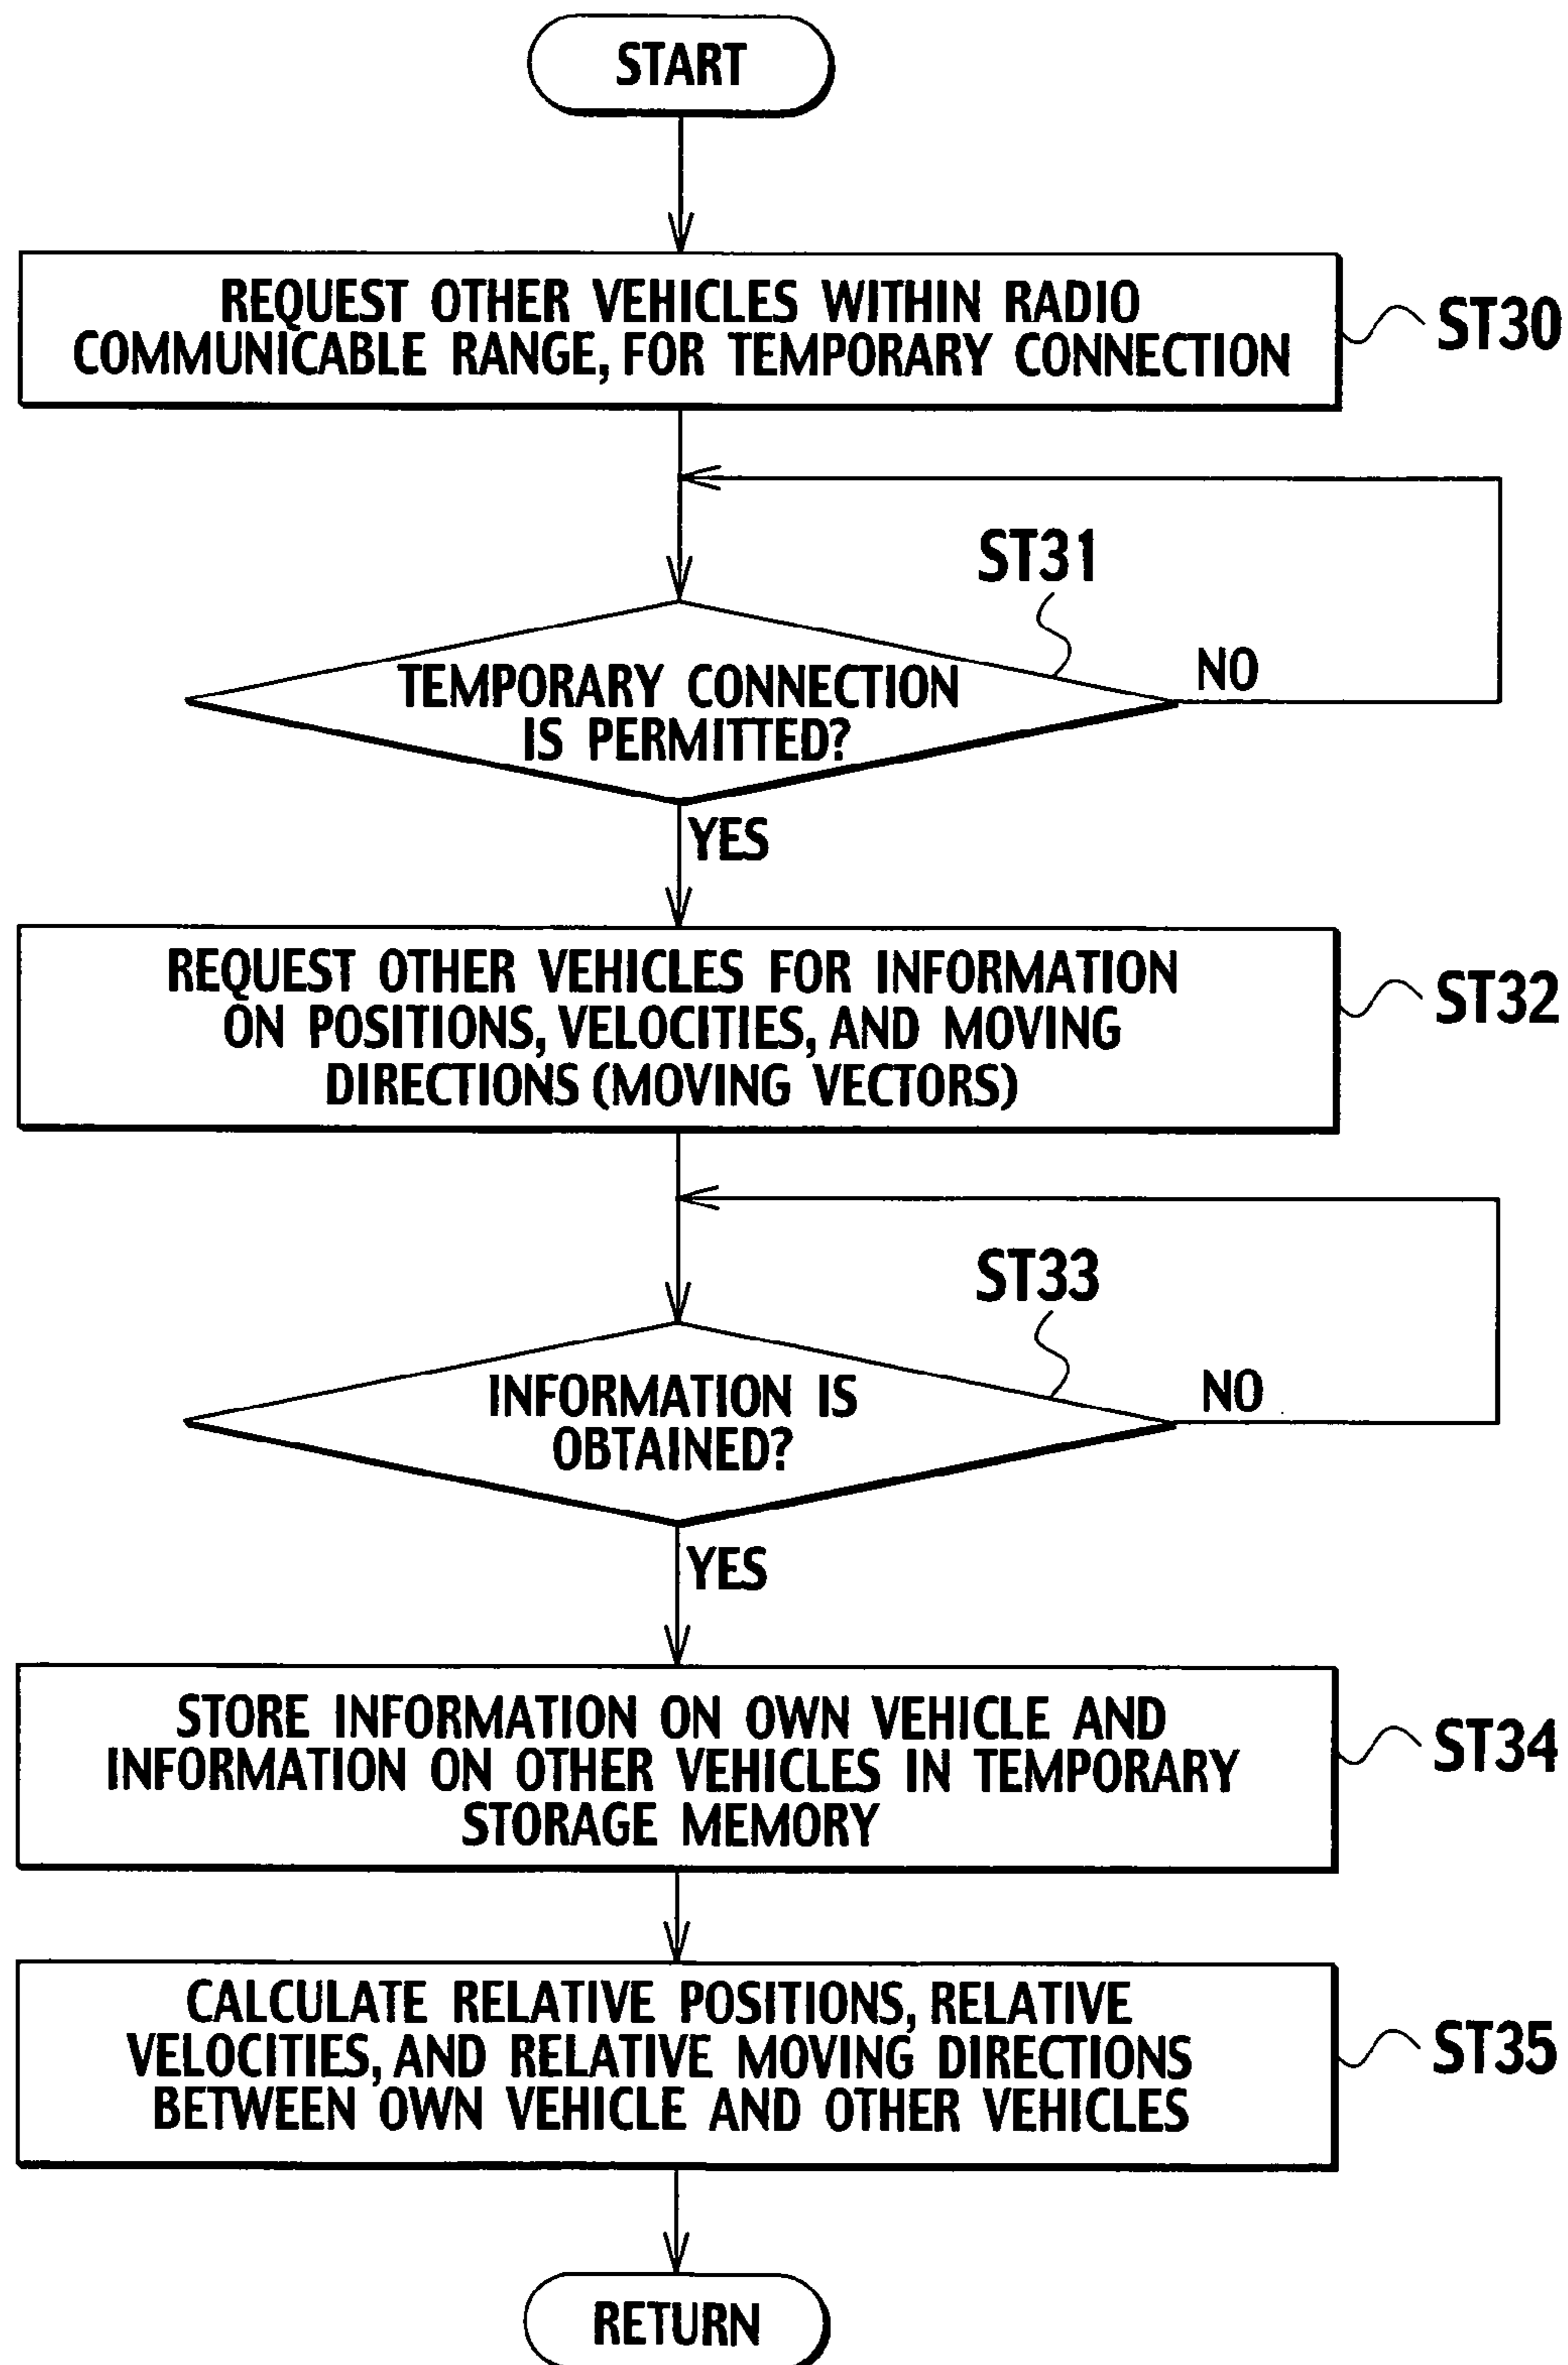 START
REQUEST OTHER VEHICLES WITHIN RADIO
COMMUNICABLE RANGE, FOR TEMPORARY CONNECTION
ST30
ST31
TEMPORARY CONNECTION
IS PERMITTED?
NO
YES
REQUEST OTHER VEHICLES FOR INFORMATION
ON POSITIONS, VELOCITIES, AND MOVING
DIRECTIONS (MOVING VECTORS)
ST32
ST33
INFORMATION IS
OBTAINED?
NO
YES
STORE INFORMATION ON OWN VEHICLE AND
INFORMATION ON OTHER VEHICLES IN TEMPORARY
STORAGE MEMORY
ST34
CALCULATE RELATIVE POSITIONS, RELATIVE
VELOCITIES, AND RELATIVE MOVING DIRECTIONS
BETWEEN OWN VEHICLE AND OTHER VEHICLES
ST35
RETURN